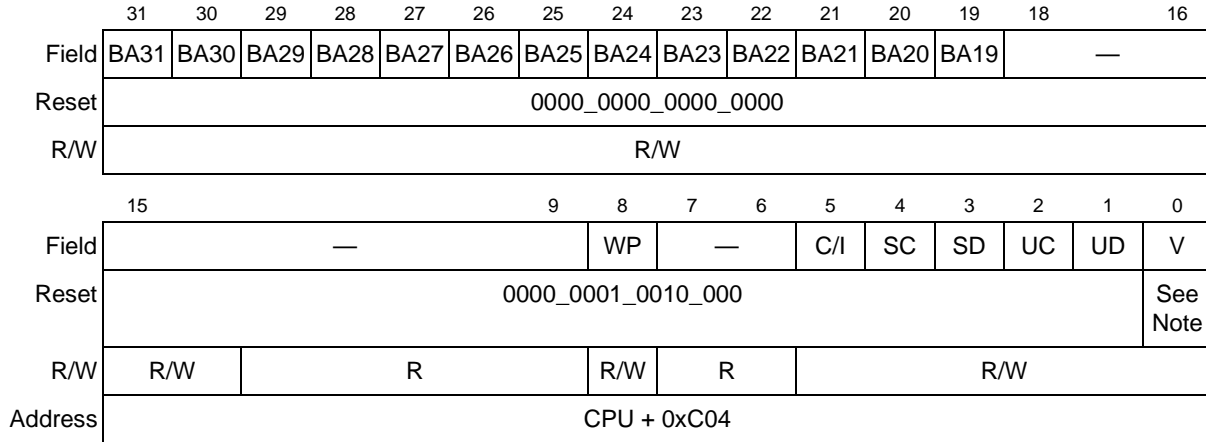 31 30 29 28 27 26 25 24 23 22 21 20 19 18 16
Field BA31 BA30 BA29 BA28 BA27 BA26 BA25 BA24 BA23 BA22 BA21 BA20 BA19 —
Reset 0000_0000_0000_0000
R/W R/W
15 9 8 7 6 5 4 3 2 1 0
Field — WP — C/I SC SD UC UD V
Reset 0000_0001_0010_000 See
Note
R/W R/W R R/W R R/W
Address CPU + 0xC04